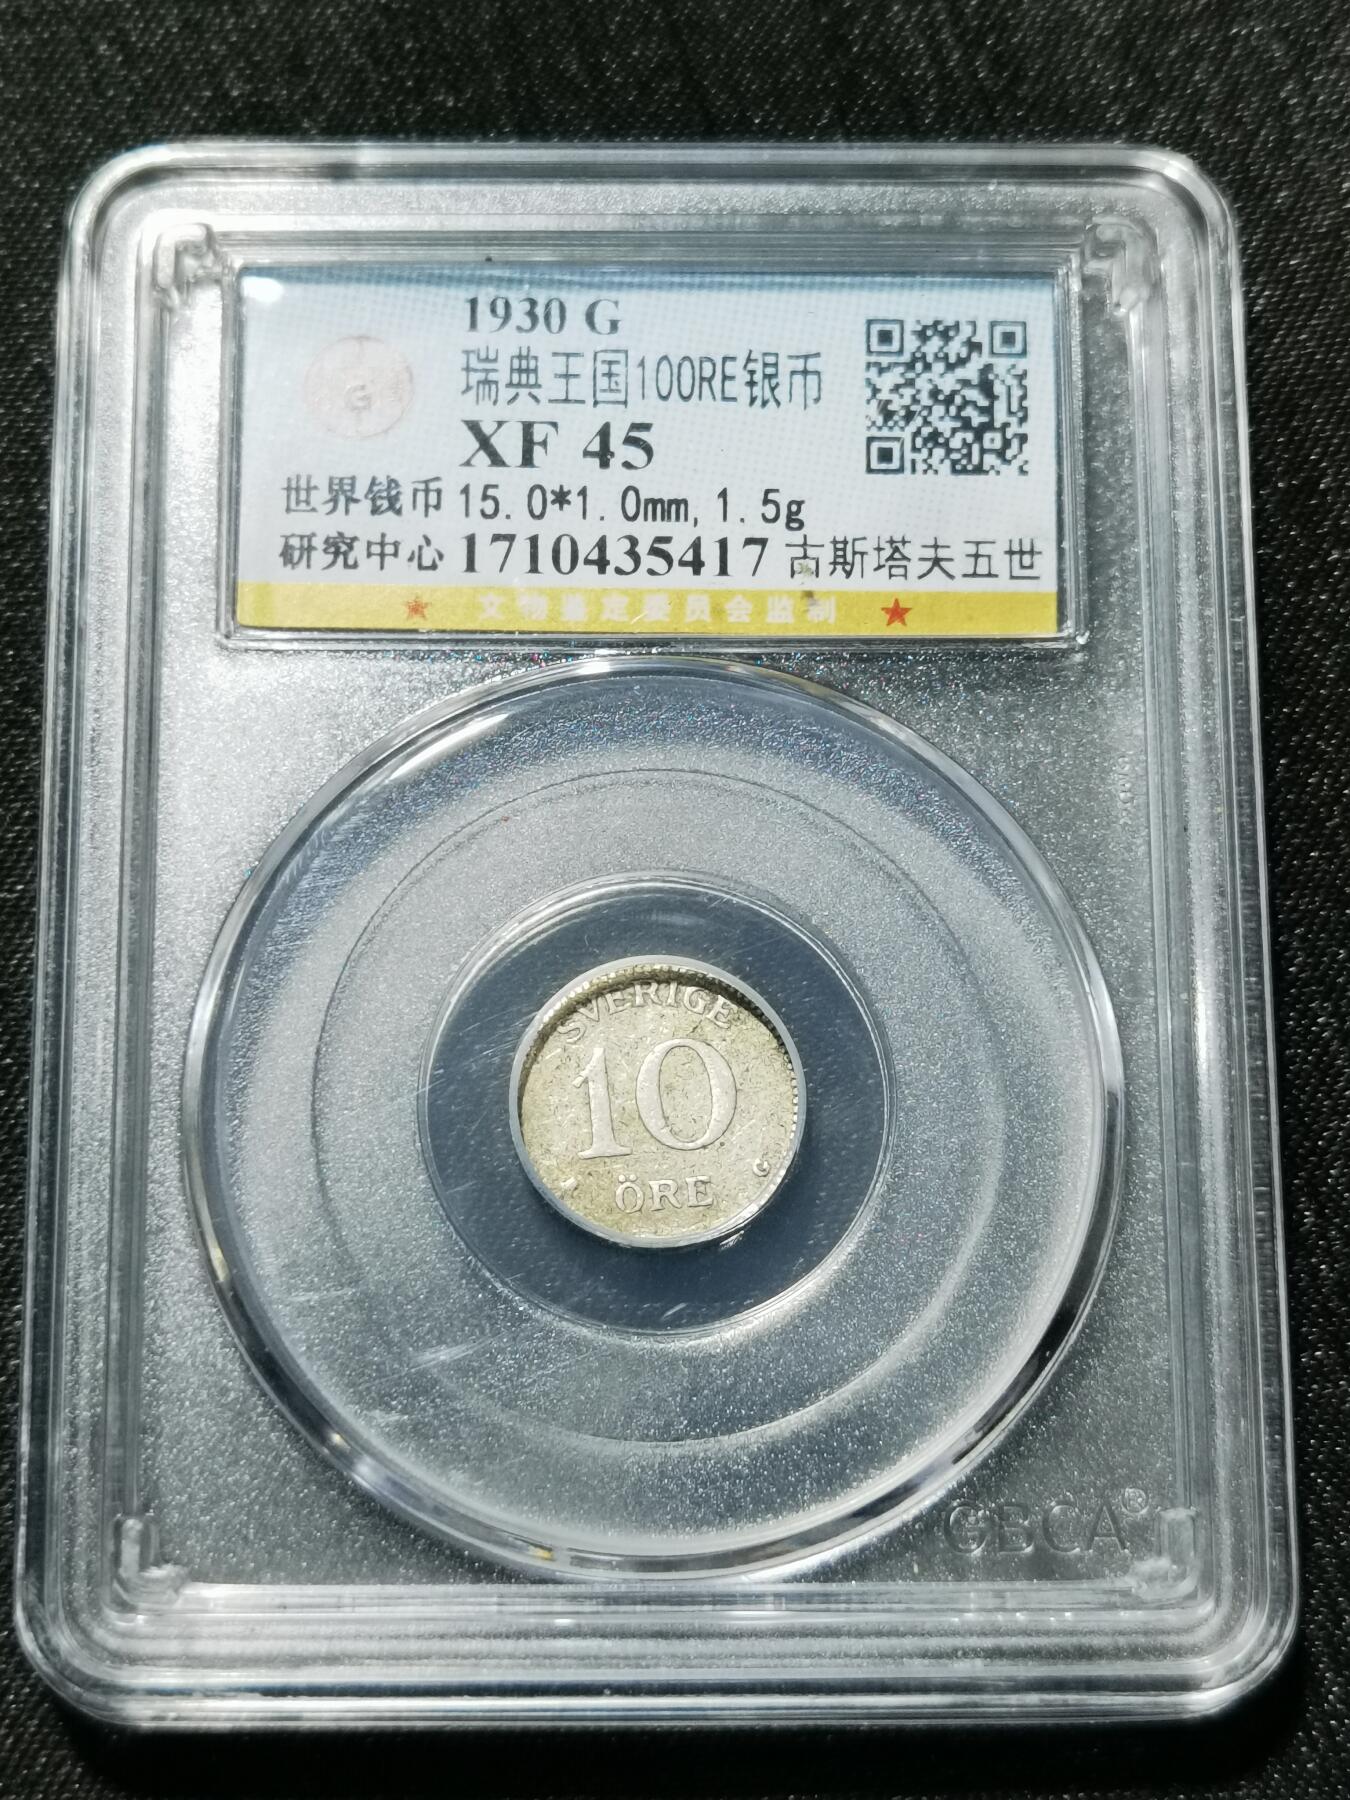 1930 G
瑞典王国100RE银币
XF 45
世界钱币 15.0*1.0mm,1.5g
研究中心 1710435417 古斯塔夫五世
★ 文物鉴定委员会监制 ★
G
SVERIGE
10
ÖRE
G
GBCA®